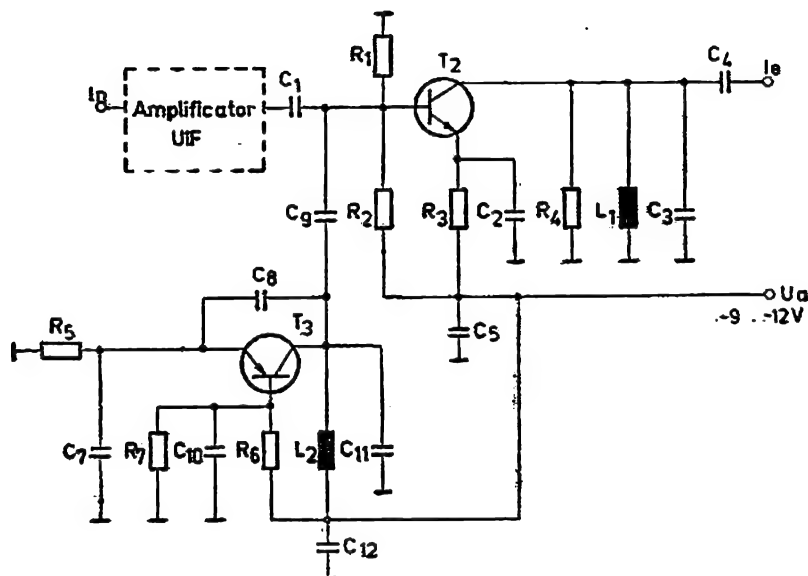 R1
T2
C4
Ie
In
Amplificator
UIF
C1
C9
R2
R3
C2
R4
L1
C3
C8
Ua
-9 ..-12V
R5
T3
C5
C7
R7
C10
R6
L2
C11
C12